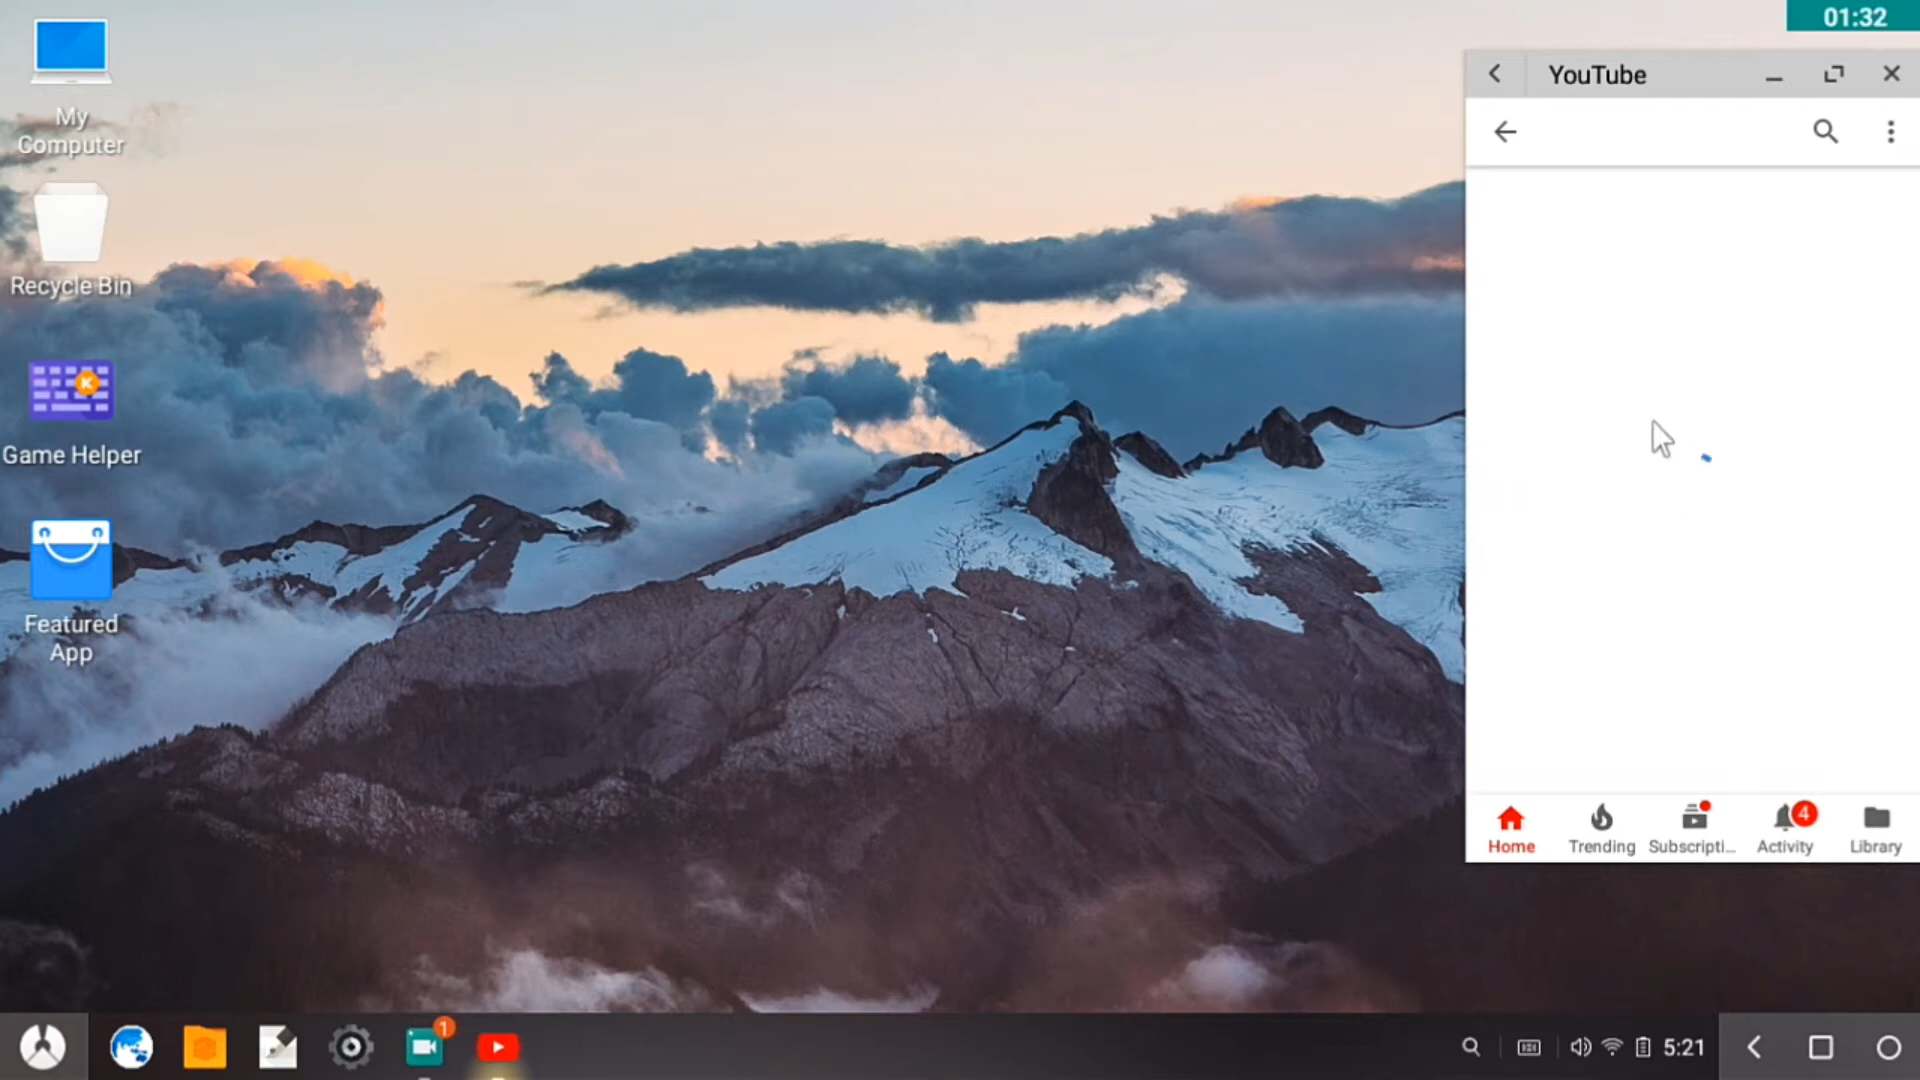 01:32
My
Computer
Recycle Bin
Game Helper
Featured
App
YouTube
4
Home
Trending
Subscripti...
Activity
Library
K
1
5:21